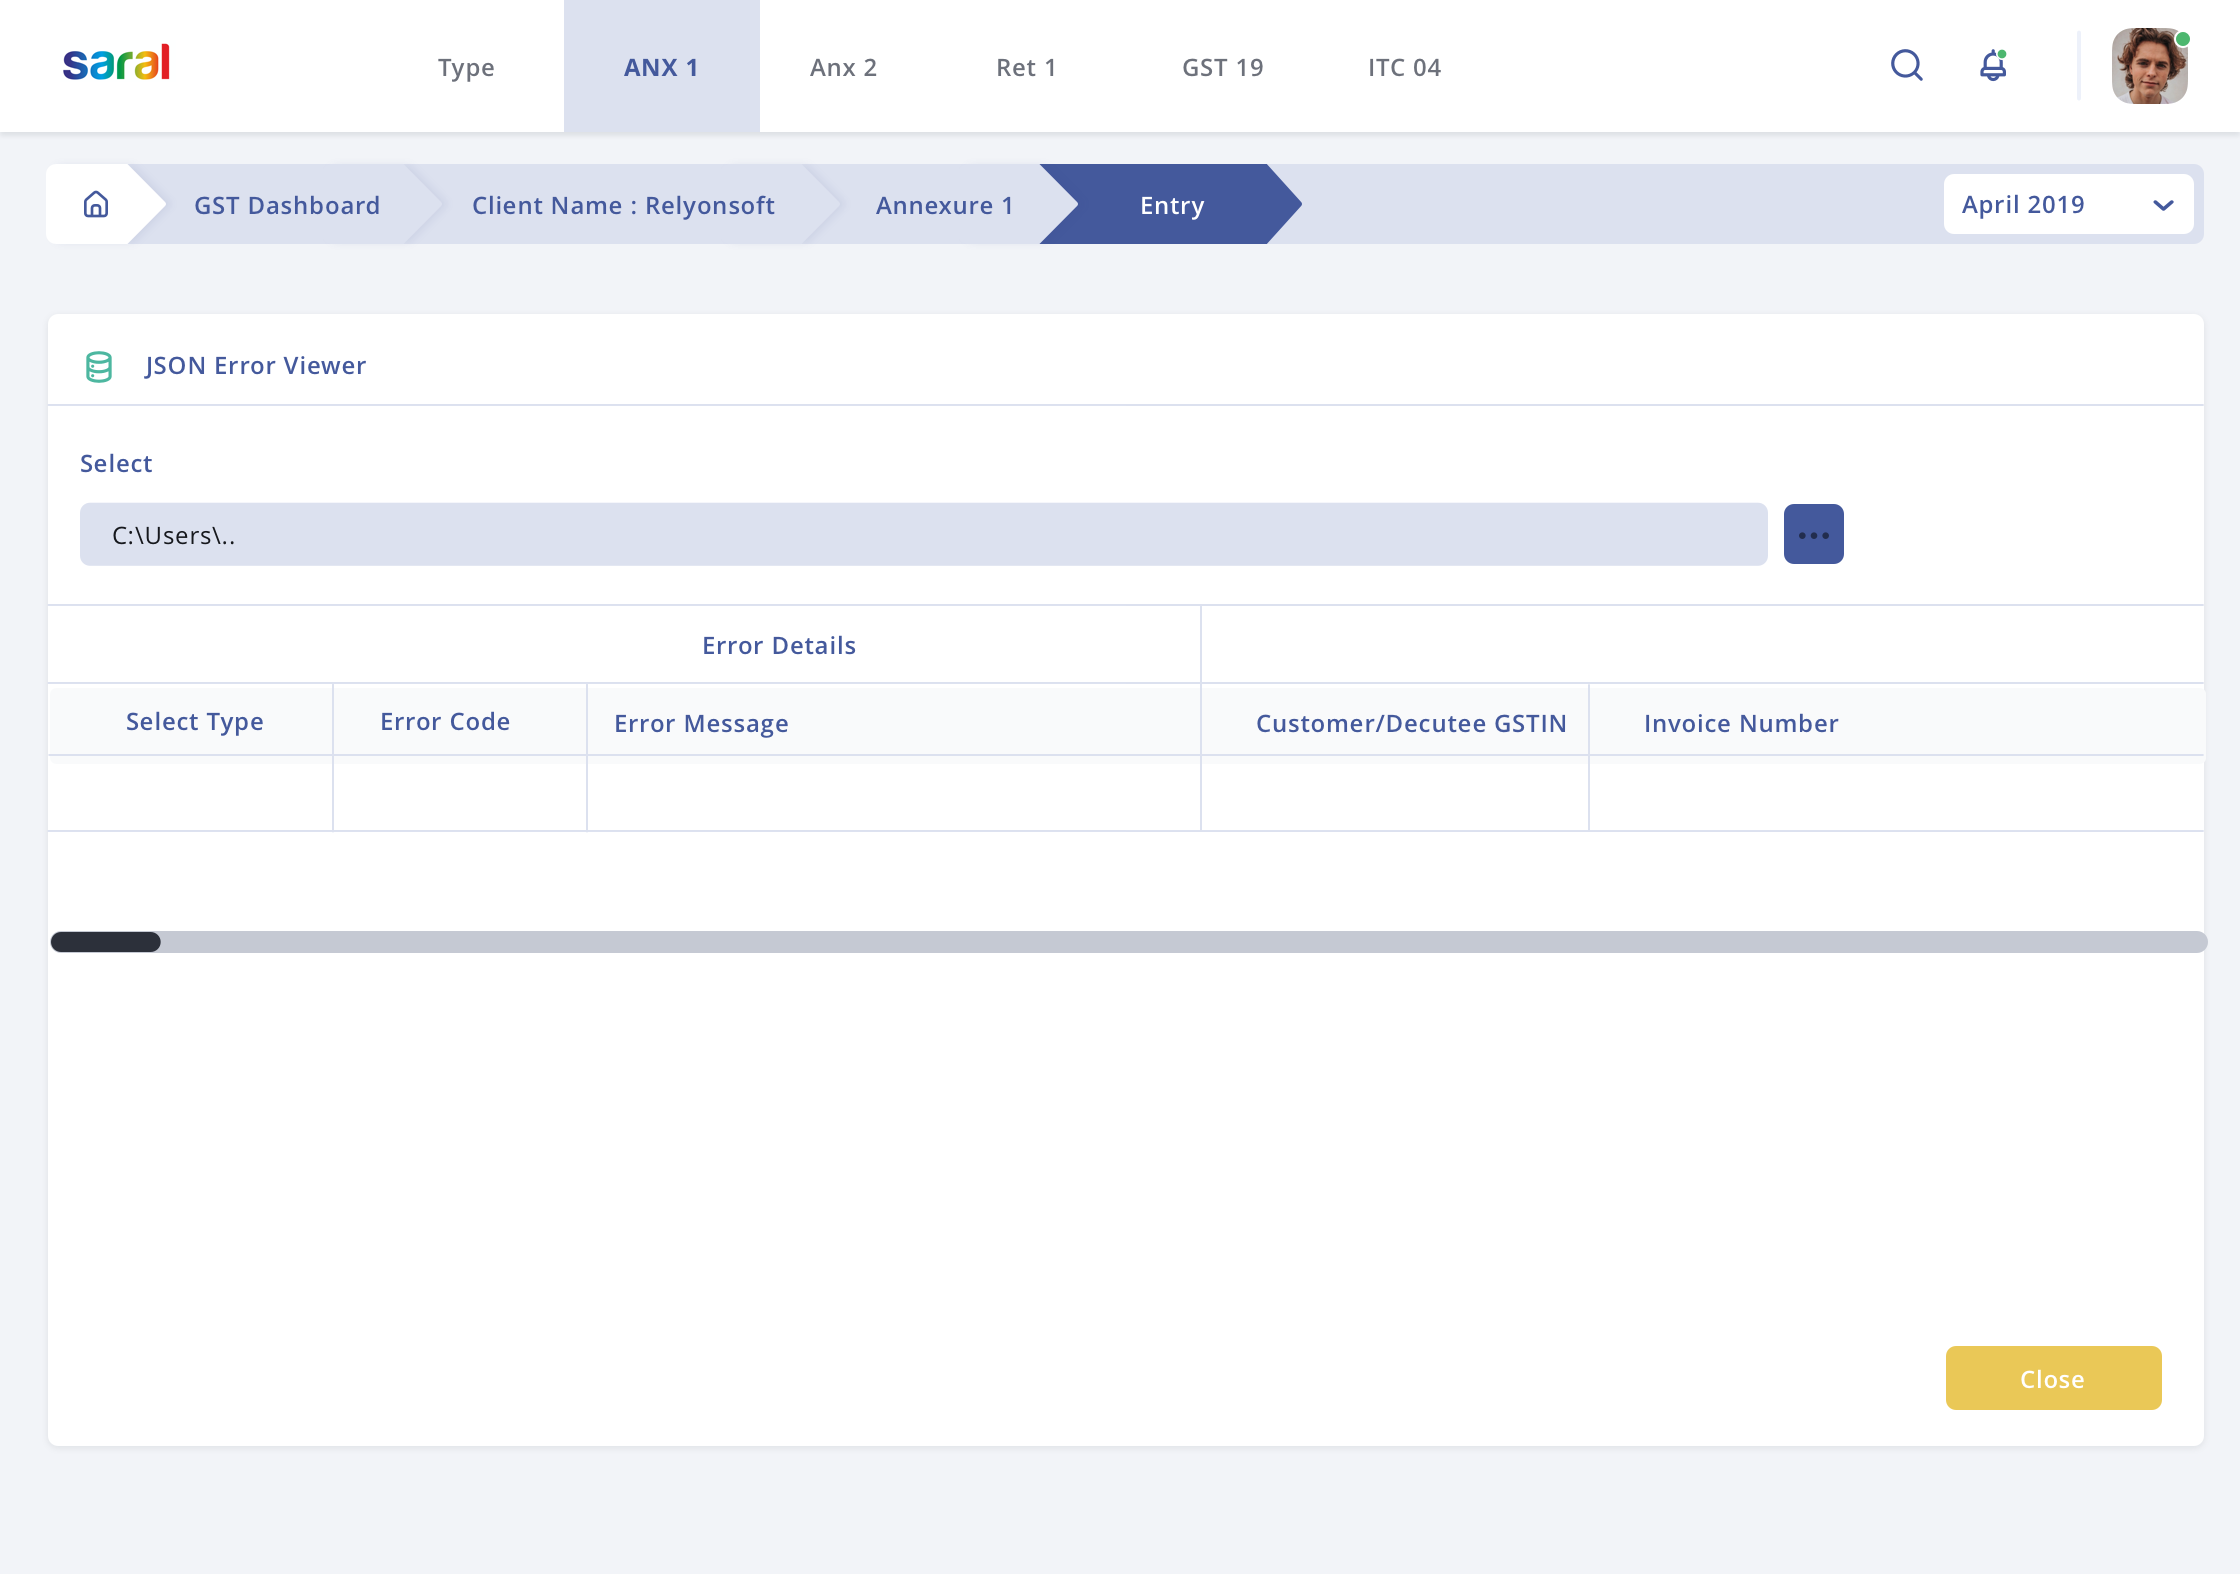 saral
Type
ANX 1
Anx 2
Ret 1
GST 19
ITC 04
GST Dashboard
Client Name : Relyonsoft
Annexure 1
Entry
April 2019
JSON Error Viewer
Select
C:\Users\..
Error Details
Select Type
Error Code
Error Message
Customer/Decutee GSTIN
Invoice Number
Close